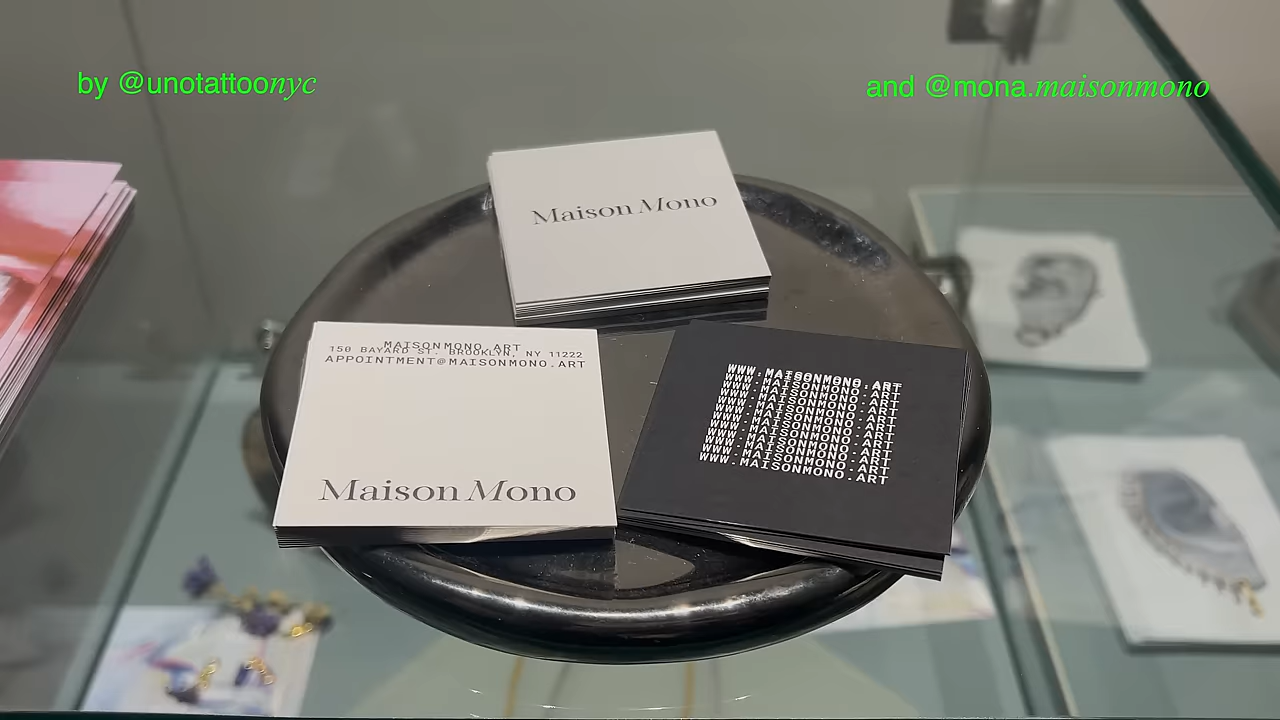 by @unotattoonyc
and @mona.maisonmono
Maison Mono
MAISONMONO.ART
150 BAYARD ST. BROOKLYN, NY 11222
APPOINTMENT@MAISONMONO.ART
Maison Mono
WWW.MAISONMONO.ART
WWW.MAISONMONO.ART
WWW.MAISONMONO.ART
WWW.MAISONMONO.ART
WWW.MAISONMONO.ART
WWW.MAISONMONO.ART
WWW.MAISONMONO.ART
WWW.MAISONMONO.ART
WWW.MAISONMONO.ART
WWW.MAISONMONO.ART